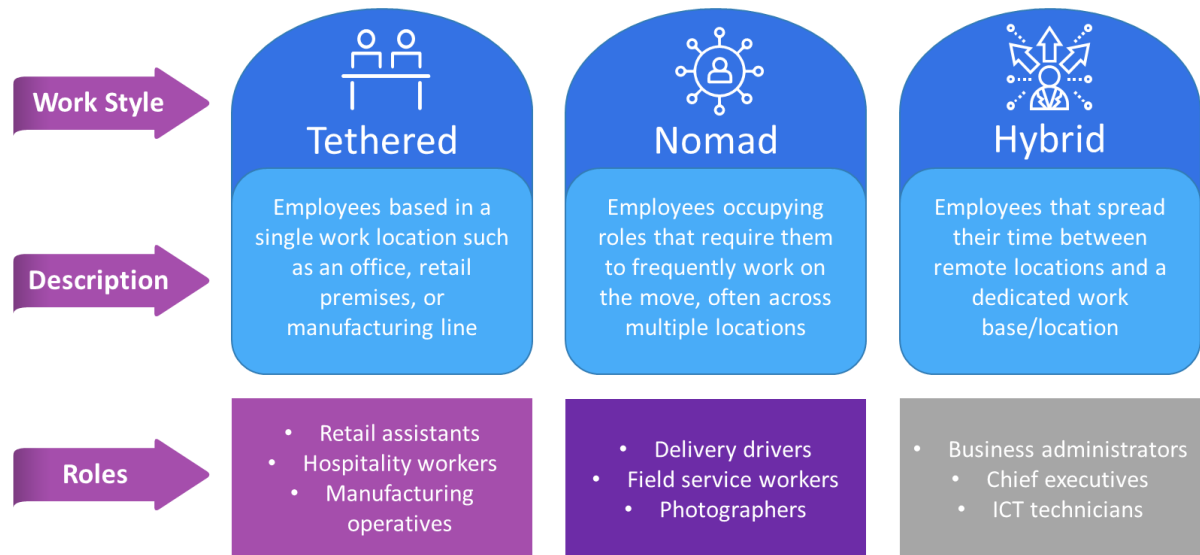 Work Style
Tethered
Nomad
Hybrid
Description
Employees based in a
single work location such
as an office, retail
premises, or
manufacturing line
Employees occupying
roles that require them
to frequently work on
the move, often across
multiple locations
Employees that spread
their time between
remote locations and a
dedicated work
base/location
Roles
• Retail assistants
• Hospitality workers
• Manufacturing
operatives
• Delivery drivers
• Field service workers
• Photographers
• Business administrators
• Chief executives
• ICT technicians